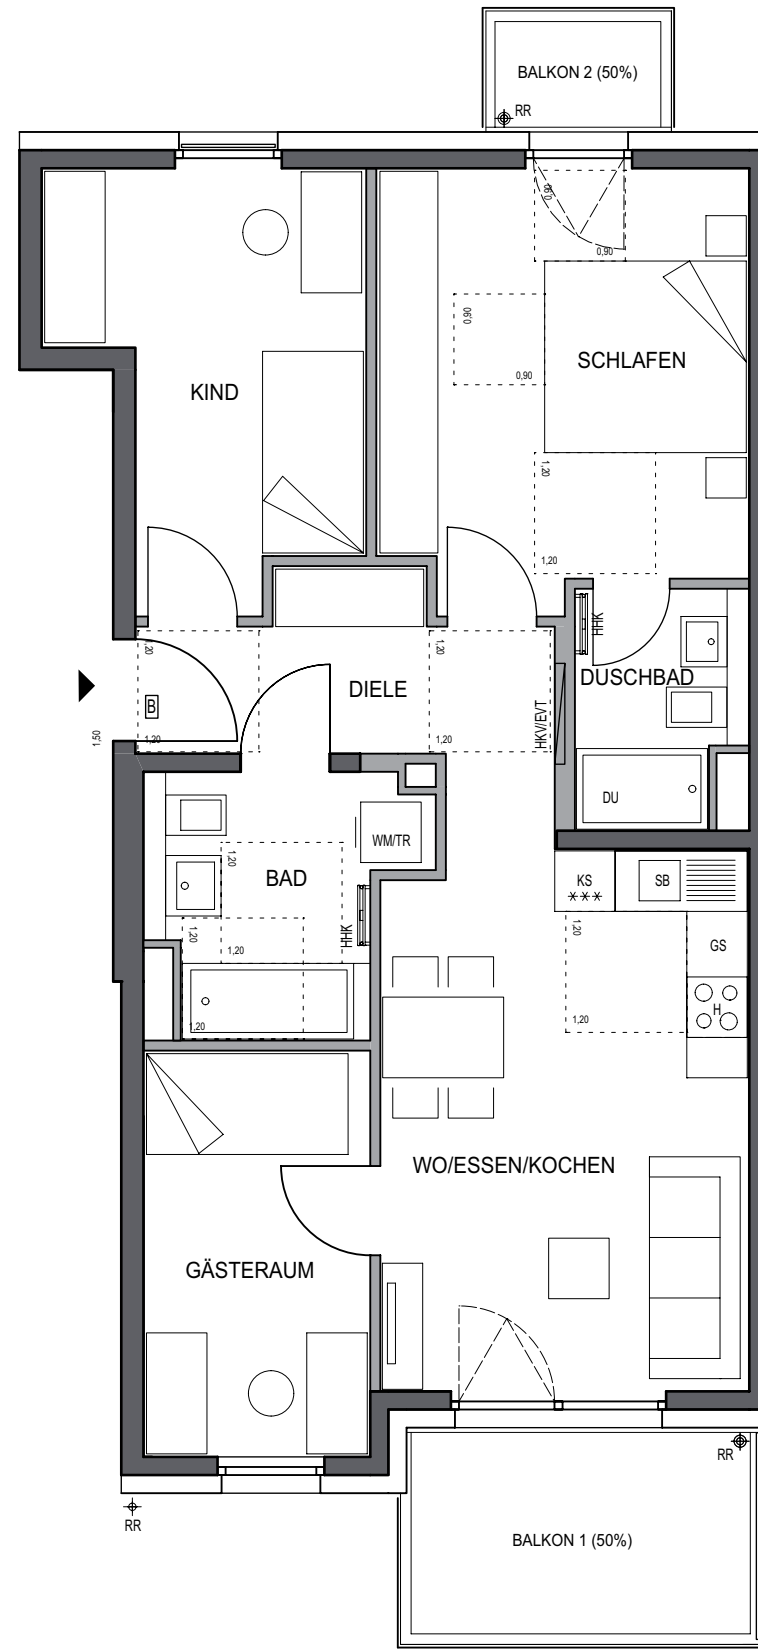 BALKON 2 (50%)
RR
0,90
0,90
0,90
0,90
SCHLAFEN
KIND
1,20
1,20
HHK
DUSCHBAD
1,20
1,20
DIELE
B
1,20
1,20
1,50
HKV/EVT
DU
WM/TR
BAD
1,20
1,20
HHK
1,20
1,20
KS
***
SB
GS
H
1,20
1,20
WO/ESSEN/KOCHEN
GÄSTERAUM
RR
RR
BALKON 1 (50%)